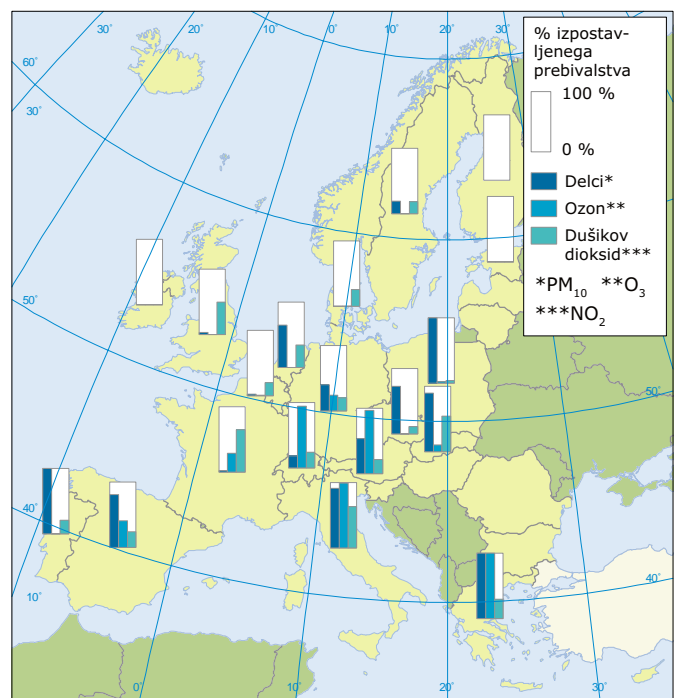 30˚
20˚
10˚
0˚
10˚
20˚
30˚
60˚
30˚
50˚
40˚
10˚
0˚
10˚
20˚
30˚
50˚
40˚
% izpostav-
ljenega
prebivalstva
100 %
0 %
Delci*
Ozon**
Dušikov
dioksid***
*PM10 **O3
***NO2